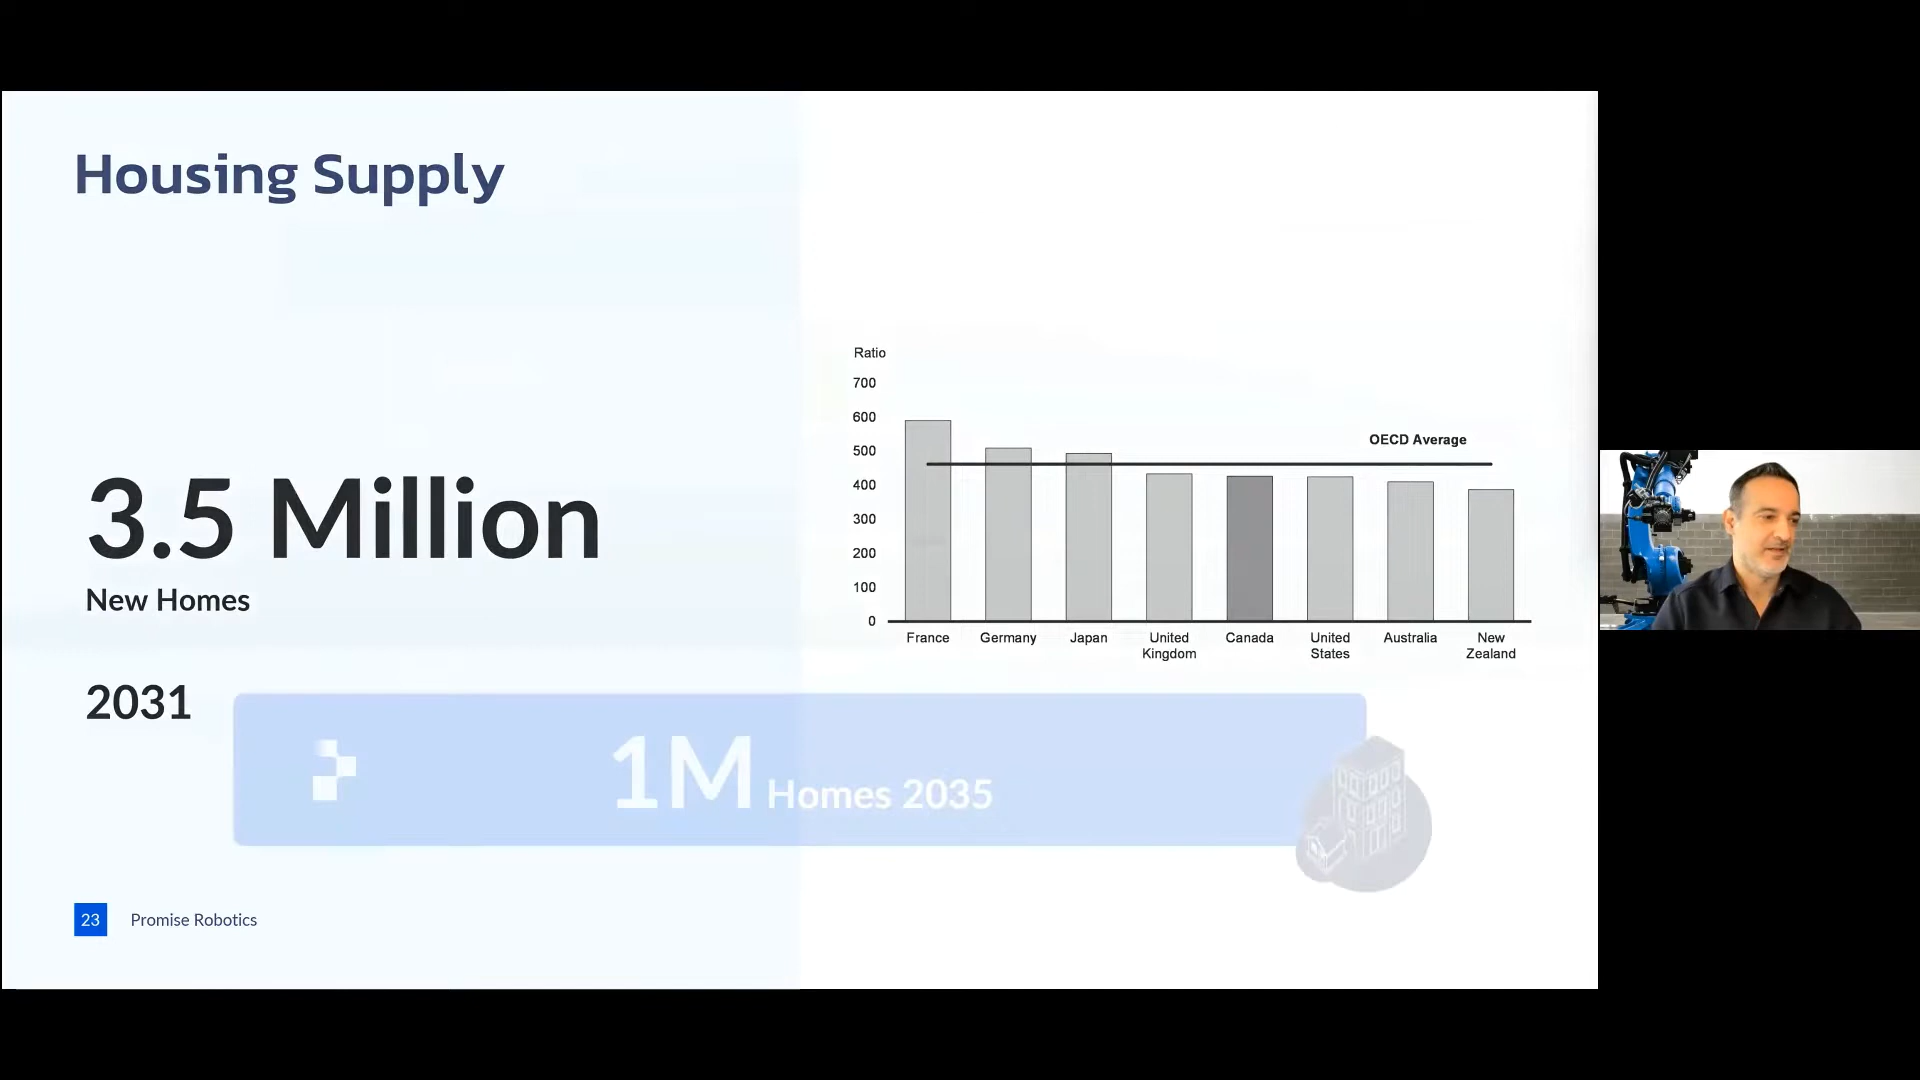 Housing Supply
3.5 Million
New Homes
2031
Ratio
700
600
500
400
300
200
100
0
OECD Average
France
Germany
Japan
United
Kingdom
Canada
United
States
Australia
New
Zealand
1M Homes 2035
23 Promise Robotics